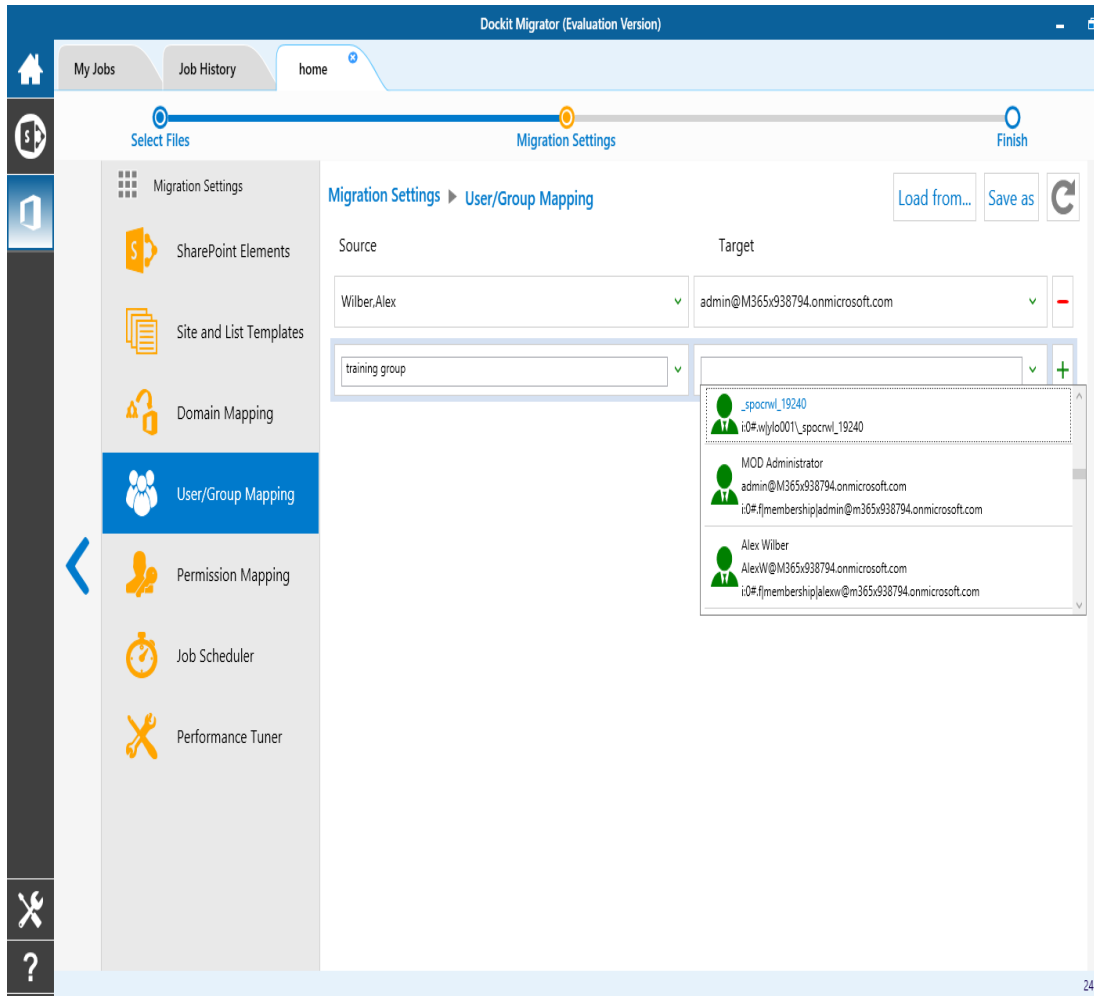 Dockit Migrator (Evaluation Version)
My Jobs
Job History
home
Select Files
Migration Settings
Finish
Migration Settings
SharePoint Elements
Site and List Templates
Domain Mapping
User/Group Mapping
Permission Mapping
Job Scheduler
Performance Tuner
Migration Settings ▶ User/Group Mapping
Load from...
Save as
Source
Target
Wilber,Alex
admin@M365x938794.onmicrosoft.com
training group
_spocrwl_19240
i:0#.w|ylo001\_spocrwl_19240
MOD Administrator
admin@M365x938794.onmicrosoft.com
i:0#.f|membership|admin@m365x938794.onmicrosoft.com
Alex Wilber
AlexW@M365x938794.onmicrosoft.com
i:0#.f|membership|alexw@m365x938794.onmicrosoft.com
?
24